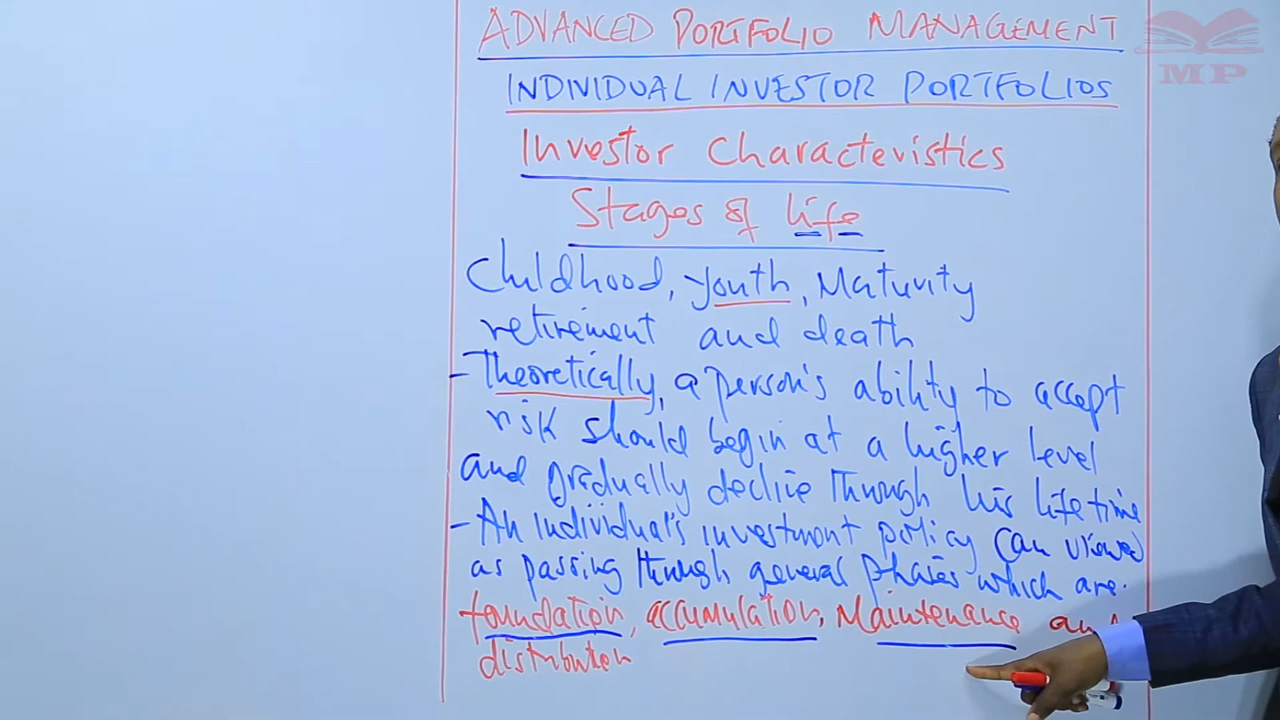 ADVANCED PORTFOLIO MANAGEMENT
MP
INDIVIDUAL INVESTOR PORTFOLIOS
Investor Characteristics
Stages of life
Childhood, youth, Maturity
retirement and death
- Theoretically, a person's ability to accept
risk should begin at a higher level
and gradually decline through his lifetime
- An individual's investment policy can viewed
as passing through general phases which are.
foundation, accumulation, Maintenance and
distribution